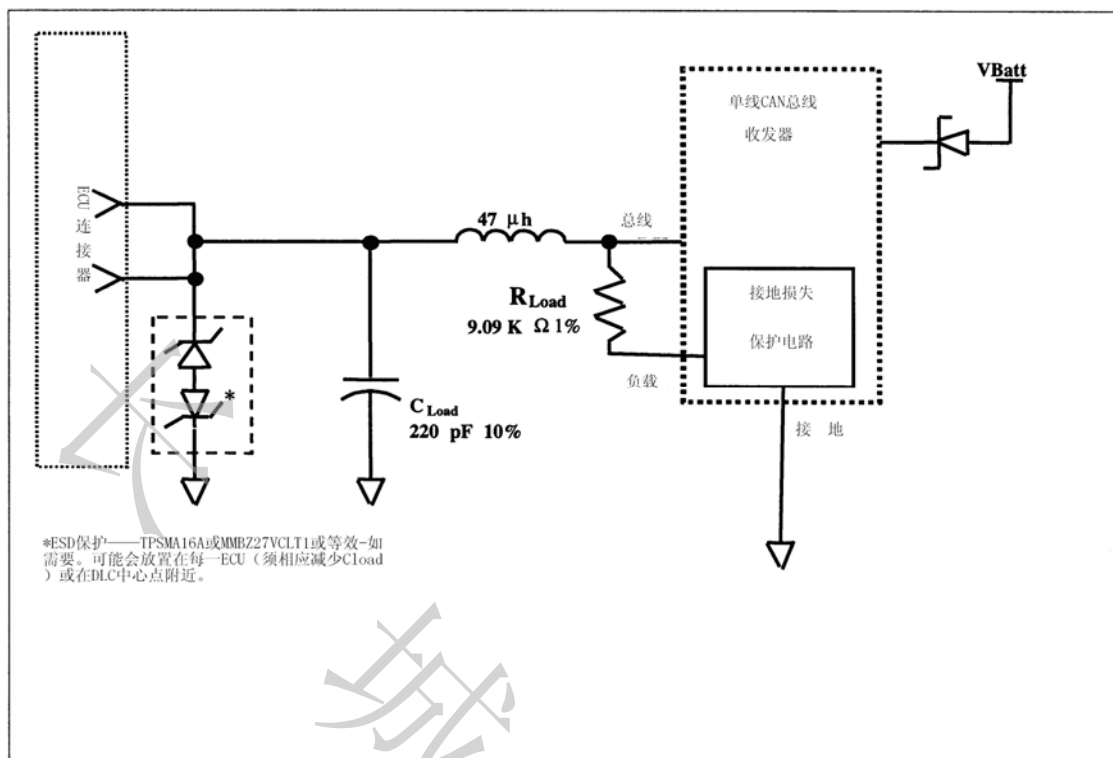 VBatt
单线CAN总线
收发器
ECU
连
接
器
47 μh
总线
R Load
9.09 K Ω 1%
接地损失
保护电路
负载
*
C Load
220 pF 10%
接 地
*ESD保护——TPSMA16A或MMBZ27VCLT1或等效-如
需要。可能会放置在每一ECU（须相应减少Cload
）或在DLC中心点附近。
城